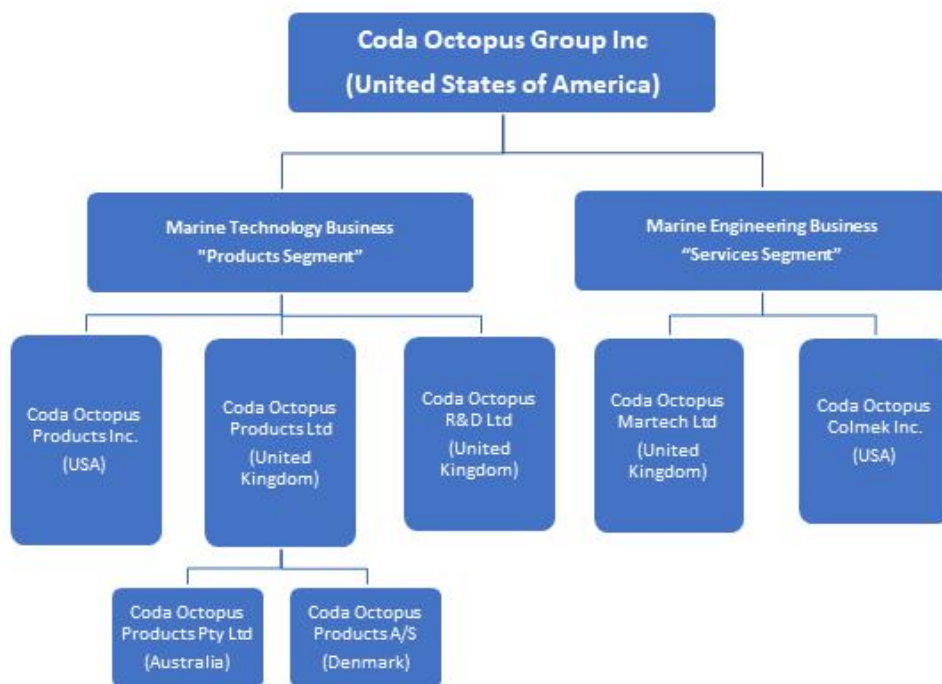 Coda Octopus Group Inc
(United States of America)
Marine Technology Business
"Products Segment”
Marine Engineering Business
“Services Segment”
Coda Octopus
Products Inc.
(USA)
Coda Octopus
Products Ltd
(United
Kingdom)
Coda Octopus
R&D Ltd
(United
Kingdom)
Coda Octopus
Martech Ltd
(United
Kingdom)
Coda Octopus
Colmek Inc.
(USA)
Coda Octopus
Products Pty Ltd
(Australia)
Coda Octopus
Products A/S
(Denmark)